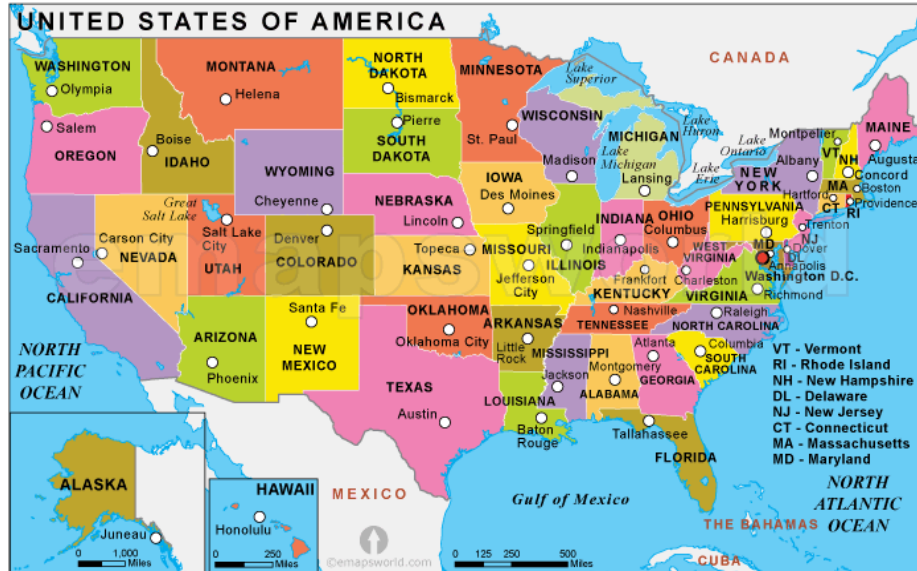 UNITED STATES OF AMERICA
CANADA
WASHINGTON
Olympia
MONTANA
Helena
NORTH
DAKOTA
Bismarck
MINNESOTA
St. Paul
Lake
Superior
Salem
OREGON
Boise
IDAHO
Pierre
SOUTH
DAKOTA
WISCONSIN
Madison
MICHIGAN
Lansing
Lake
Michigan
Lake
Huron
Lake
Ontario
Lake
Erie
Montpelier
VT
NH
MAINE
Augusta
Concord
Albany
NEW
YORK
MA
Boston
Hartford
CT
RI
Providence
WYOMING
Cheyenne
NEBRASKA
Lincoln
IOWA
Des Moines
Great
Salt Lake
Salt Lake
City
UTAH
Denver
COLORADO
Topeca
KANSAS
MISSOURI
Jefferson
City
Springfield
ILLINOIS
INDIANA
Indianapolis
OHIO
Columbus
PENNSYLVANIA
Harrisburg
Trenton
NJ
MD
Dover
DL
Annapolis
Washington D.C.
WEST
VIRGINIA
Charleston
VIRGINIA
Richmond
Frankfort
KENTUCKY
Sacramento
CALIFORNIA
Carson City
NEVADA
emapsworld
ARIZONA
Phoenix
Santa Fe
NEW
MEXICO
OKLAHOMA
Oklahoma City
ARKANSAS
Little
Rock
Nashville
TENNESSEE
Raleigh
NORTH CAROLINA
Columbia
SOUTH
CAROLINA
Atlanta
GEORGIA
Montgomery
ALABAMA
MISSISSIPPI
Jackson
LOUISIANA
Baton
Rouge
TEXAS
Austin
Tallahassee
FLORIDA
NORTH
PACIFIC
OCEAN
VT - Vermont
RI - Rhode Island
NH - New Hampshire
DL - Delaware
NJ - New Jersey
CT - Connecticut
MA - Massachusetts
MD - Maryland
NORTH
ATLANTIC
OCEAN
ALASKA
Juneau
0 1,000
Miles
HAWAII
Honolulu
0 250
Miles
MEXICO
Gulf of Mexico
THE BAHAMAS
CUBA
©emapsworld.com
0 125 250 500
Miles